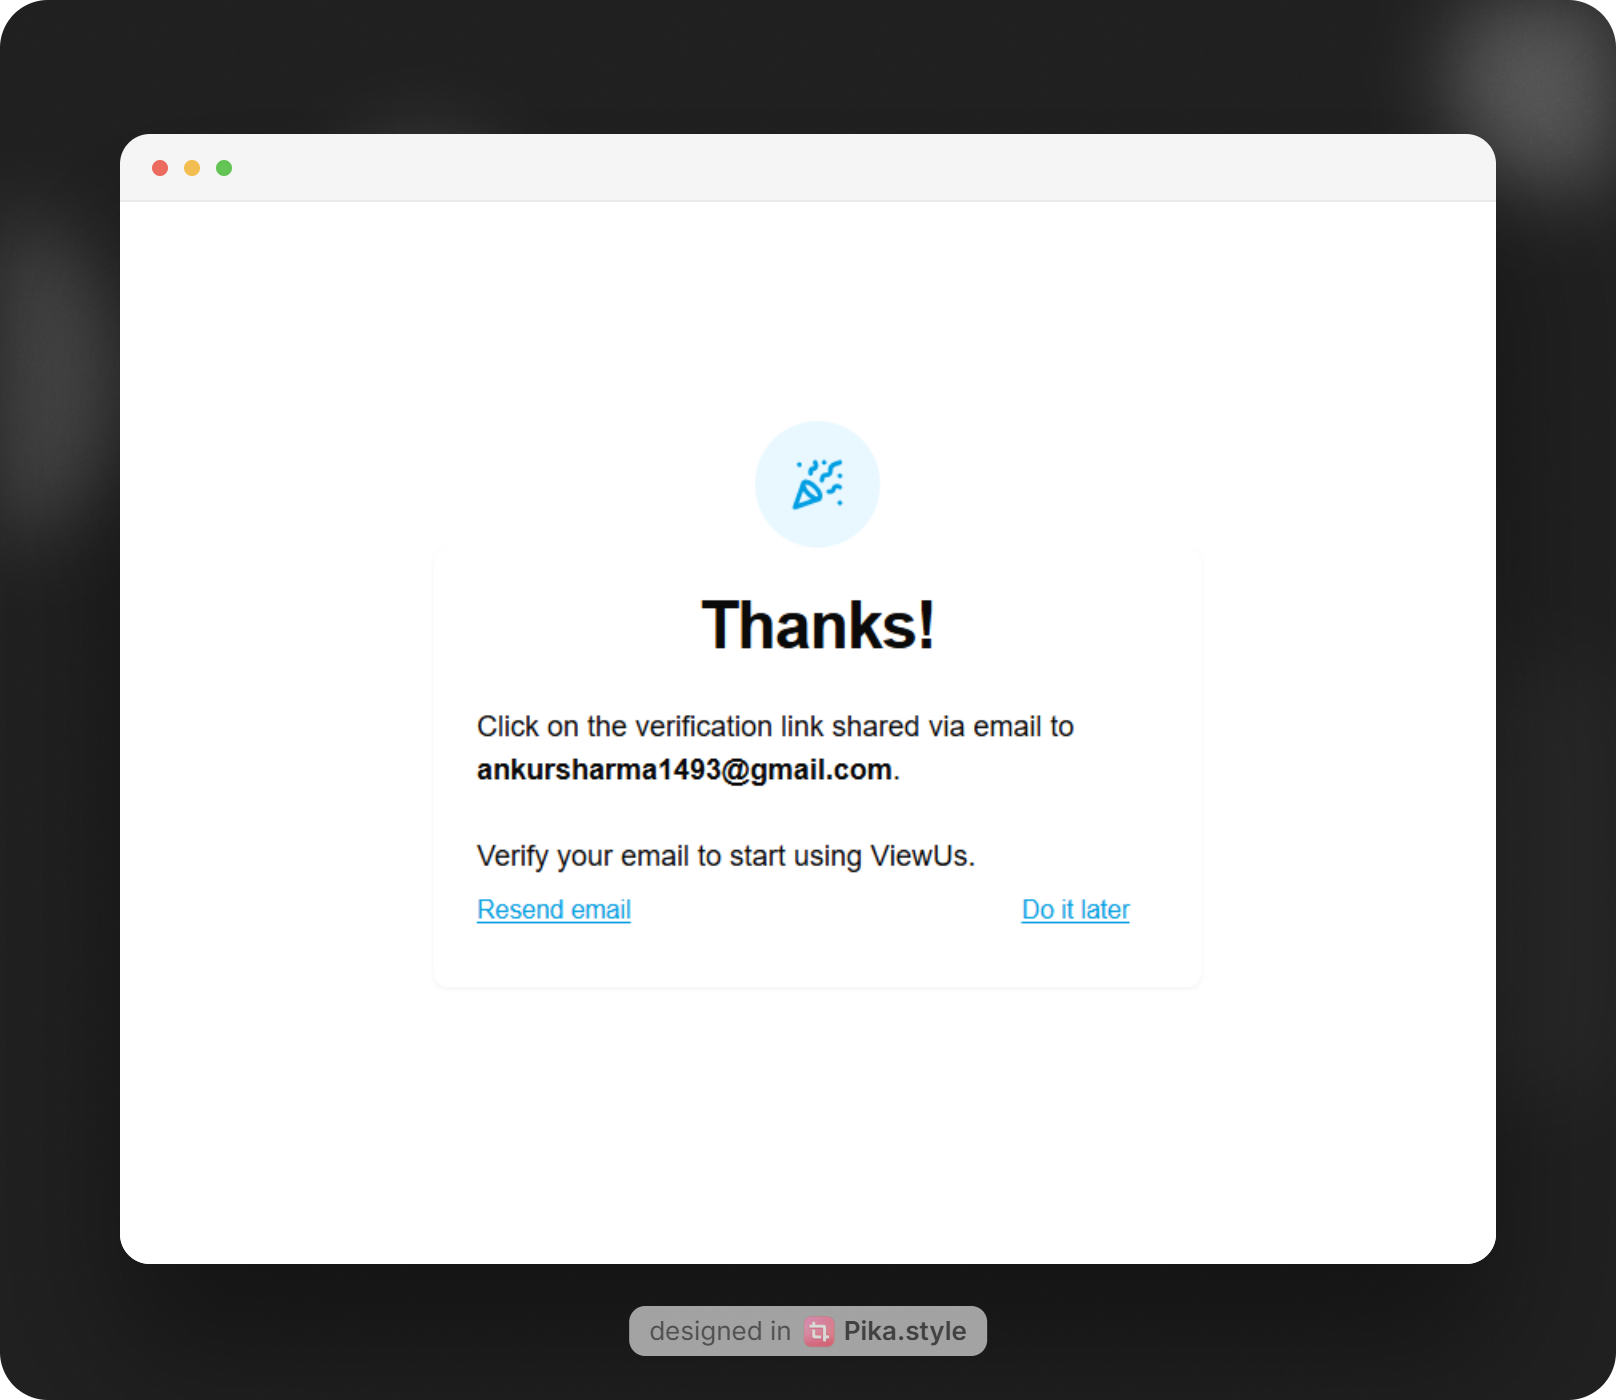 Thanks!
Click on the verification link shared via email to
ankursharma1493@gmail.com.
Verify your email to start using ViewUs.
Resend email
Do it later
designed in Pika.style